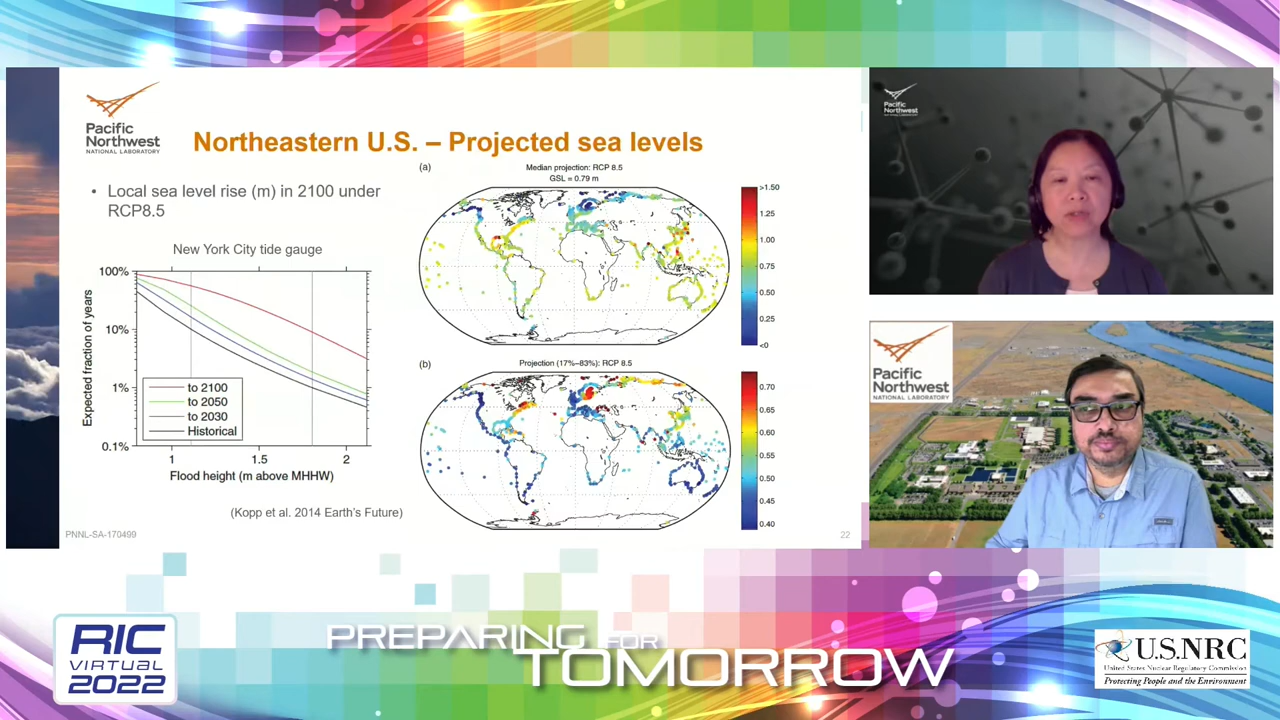 Pacific
Northwest
NATIONAL LABORATORY
Northeastern U.S. – Projected sea levels
• Local sea level rise (m) in 2100 under
RCP8.5
New York City tide gauge
100%
10%
1%
0.1%
Expected fraction of years
to 2100
to 2050
to 2030
Historical
1
1.5
2
Flood height (m above MHHW)
(Kopp et al. 2014 Earth's Future)
(a)
Median projection: RCP 8.5
GSL = 0.79 m
>1.50
1.25
1.00
0.75
0.50
0.25
<0
(b)
Projection (17%–83%): RCP 8.5
0.70
0.65
0.60
0.55
0.50
0.45
0.40
PNNL-SA-170499
22
Pacific
Northwest
Pacific
Northwest
NATIONAL LABORATORY
RIC
VIRTUAL
2022
PREPARING FOR
TOMORROW
U.S.NRC
United States Nuclear Regulatory Commission
Protecting People and the Environment